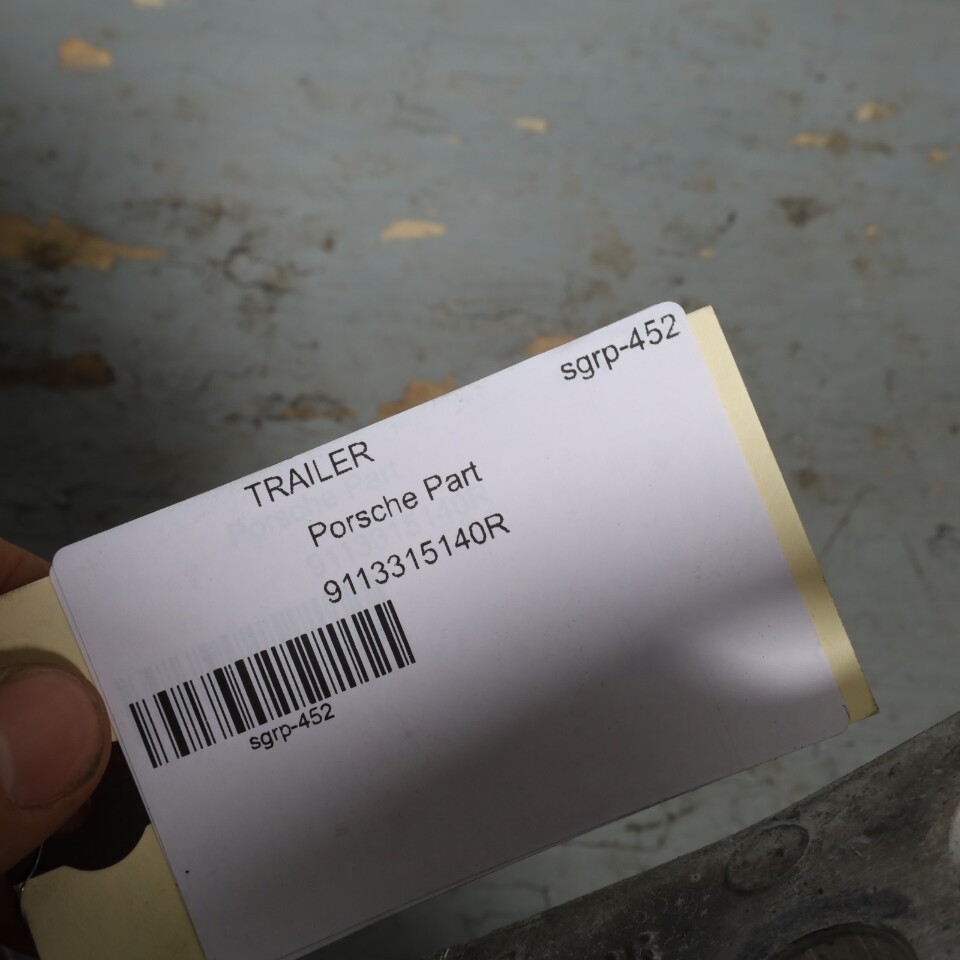 sgrp-452
TRAILER
Porsche Part
9113315140R
sgrp-452